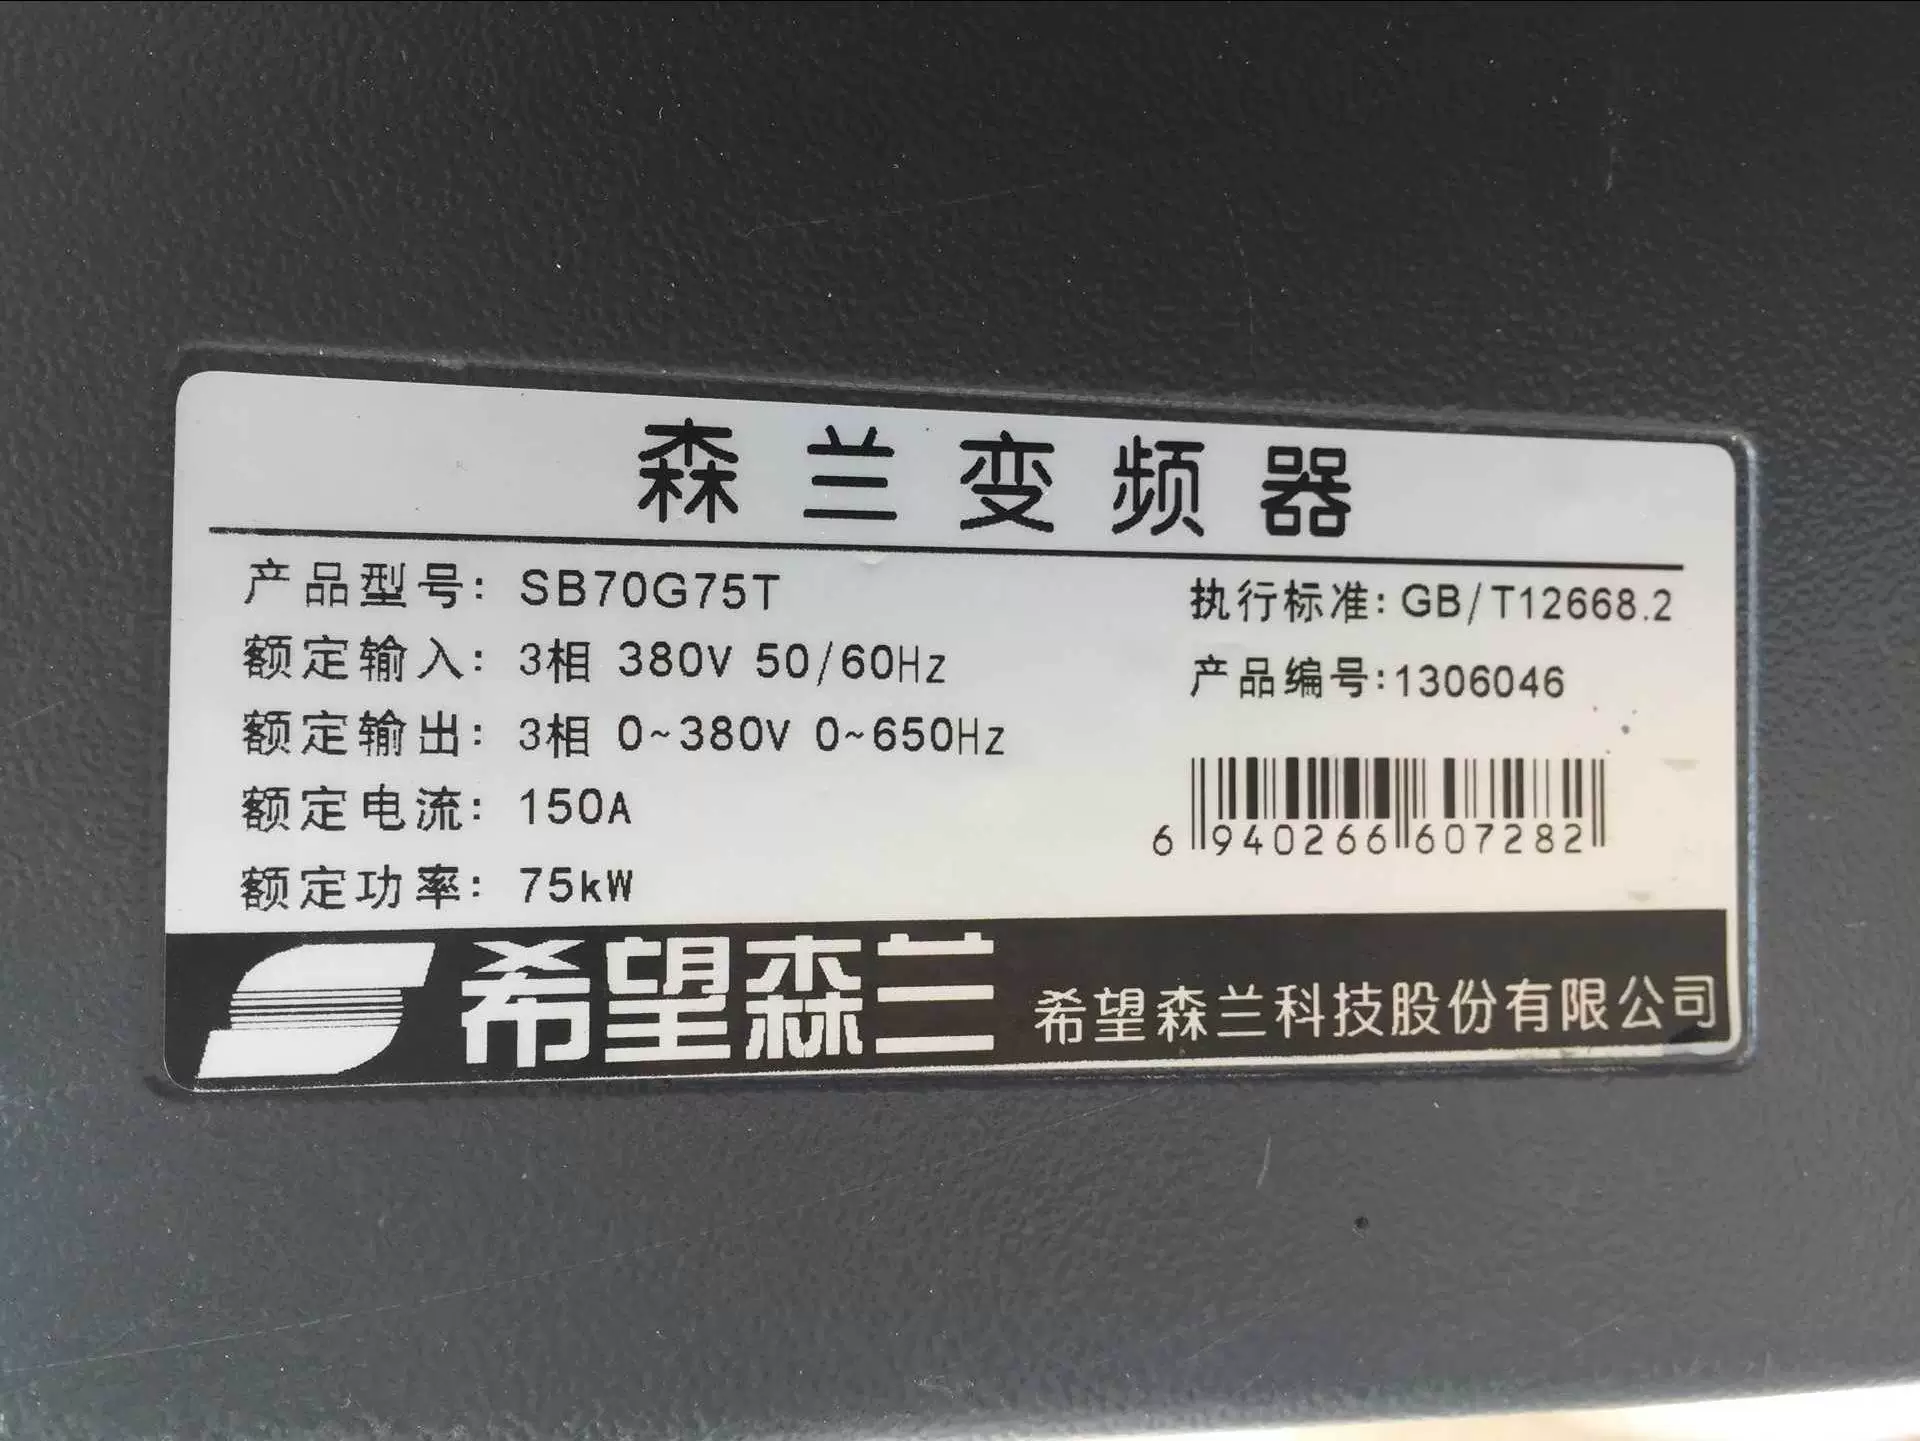 森兰变频器
产品型号: SB70G75T
额定输入: 3相 380V 50/60Hz
额定输出: 3相 0~380V 0~650Hz
额定电流: 150A
额定功率: 75kW
执行标准:GB/T12668.2
产品编号:1306046
6 940266 607282
希望森兰
希望森兰科技股份有限公司